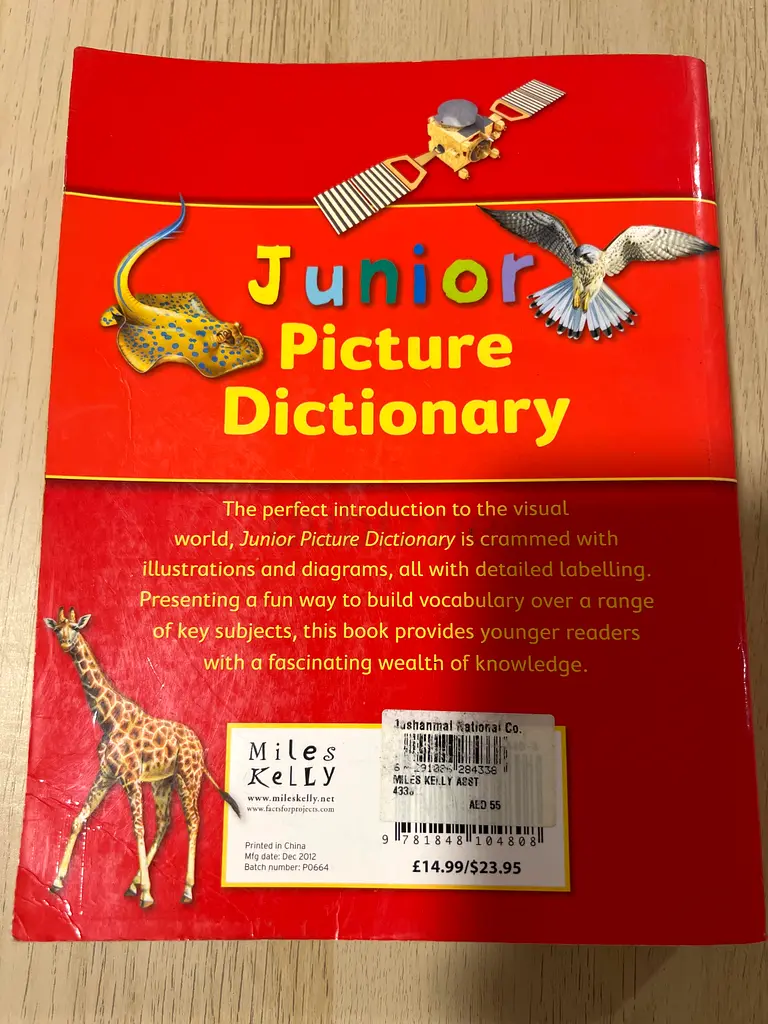 Junior
Picture
Dictionary
The perfect introduction to the visual
world, Junior Picture Dictionary is crammed with
illustrations and diagrams, all with detailed labelling.
Presenting a fun way to build vocabulary over a range
of key subjects, this book provides younger readers
with a fascinating wealth of knowledge.
Miles
Kelly
www.mileskelly.net
www.factsforprojects.com
Printed in China
Mfg date: Dec 2012
Batch number: P0664
Jashanmal National Co.
284338
MILES KELLY ASST
AED 55
9 781848 104808
£14.99/$23.95